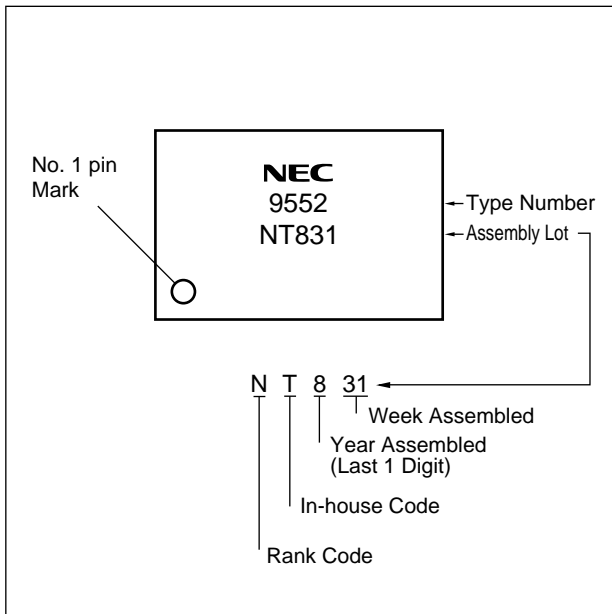 No. 1 pin
Mark
NEC
9552
NT831
Type Number
Assembly Lot
N T 8 31
Week Assembled
Year Assembled
(Last 1 Digit)
In-house Code
Rank Code